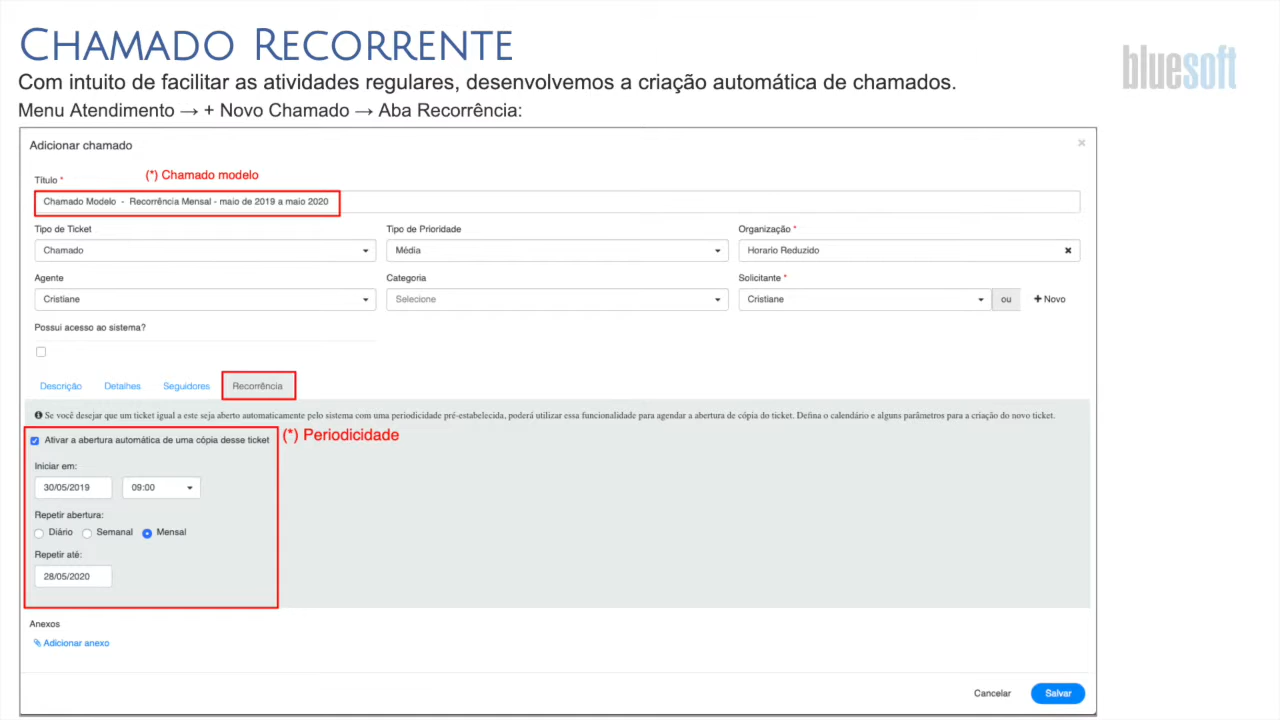 CHAMADO RECORRENTE
bluesoft
Com intuito de facilitar as atividades regulares, desenvolvemos a criação automática de chamados.
Menu Atendimento → + Novo Chamado → Aba Recorrência:
Adicionar chamado ×
Título * (*) Chamado modelo
Chamado Modelo - Recorrência Mensal - maio de 2019 a maio 2020
Tipo de Ticket Tipo de Prioridade Organização *
Chamado Média Horario Reduzido ×
Agente Categoria Solicitante *
Cristiane Selecione Cristiane ou + Novo
Possui acesso ao sistema?
Descrição Detalhes Seguidores Recorrência
Se você desejar que um ticket igual a este seja aberto automaticamente pelo sistema com uma periodicidade pré-estabelecida, poderá utilizar essa funcionalidade para agendar a abertura de cópia do ticket. Defina o calendário e alguns parâmetros para a criação do novo ticket.
Ativar a abertura automática de uma cópia desse ticket (*) Periodicidade
Iniciar em:
30/05/2019 09:00
Repetir abertura:
Diário Semanal Mensal
Repetir até:
28/05/2020
Anexos
Adicionar anexo
Cancelar Salvar